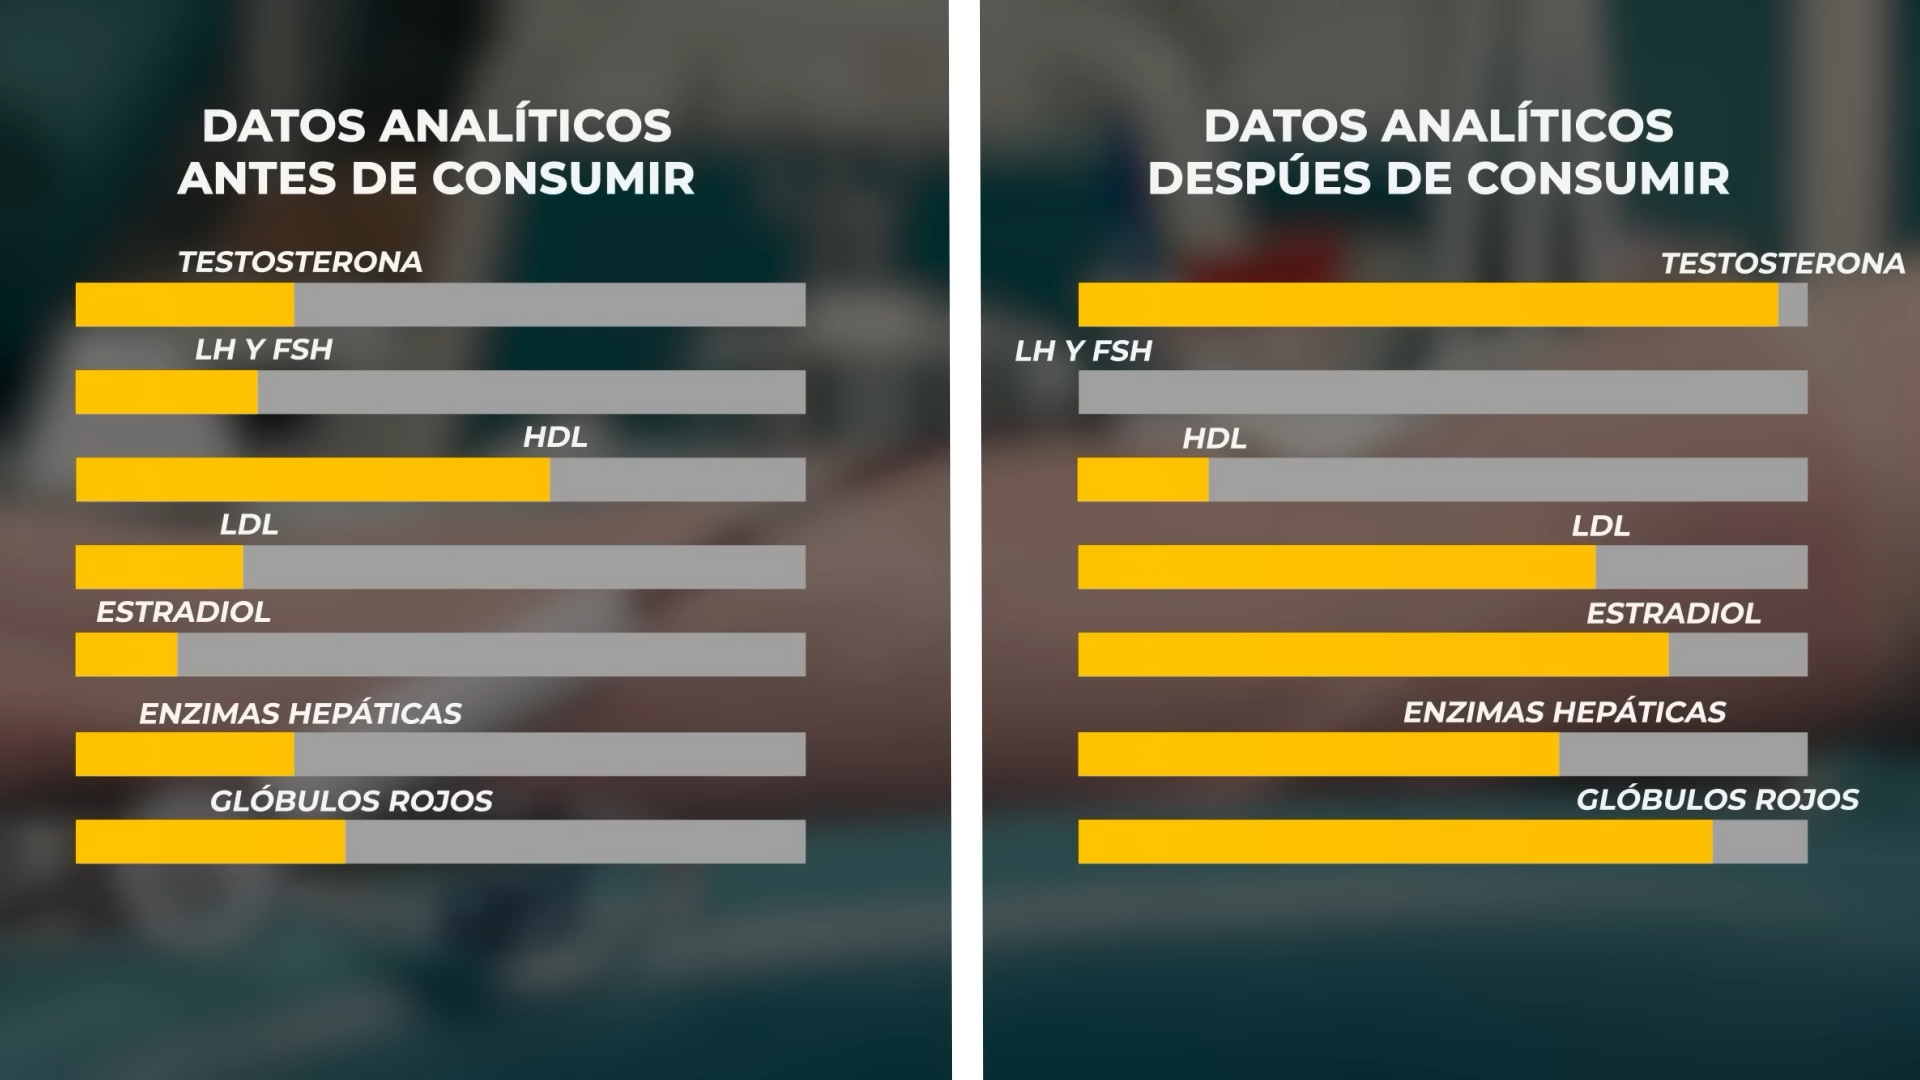 DATOS ANALÍTICOS
ANTES DE CONSUMIR
TESTOSTERONA
LH Y FSH
HDL
LDL
ESTRADIOL
ENZIMAS HEPÁTICAS
GLÓBULOS ROJOS
DATOS ANALÍTICOS
DESPÚES DE CONSUMIR
TESTOSTERONA
LH Y FSH
HDL
LDL
ESTRADIOL
ENZIMAS HEPÁTICAS
GLÓBULOS ROJOS